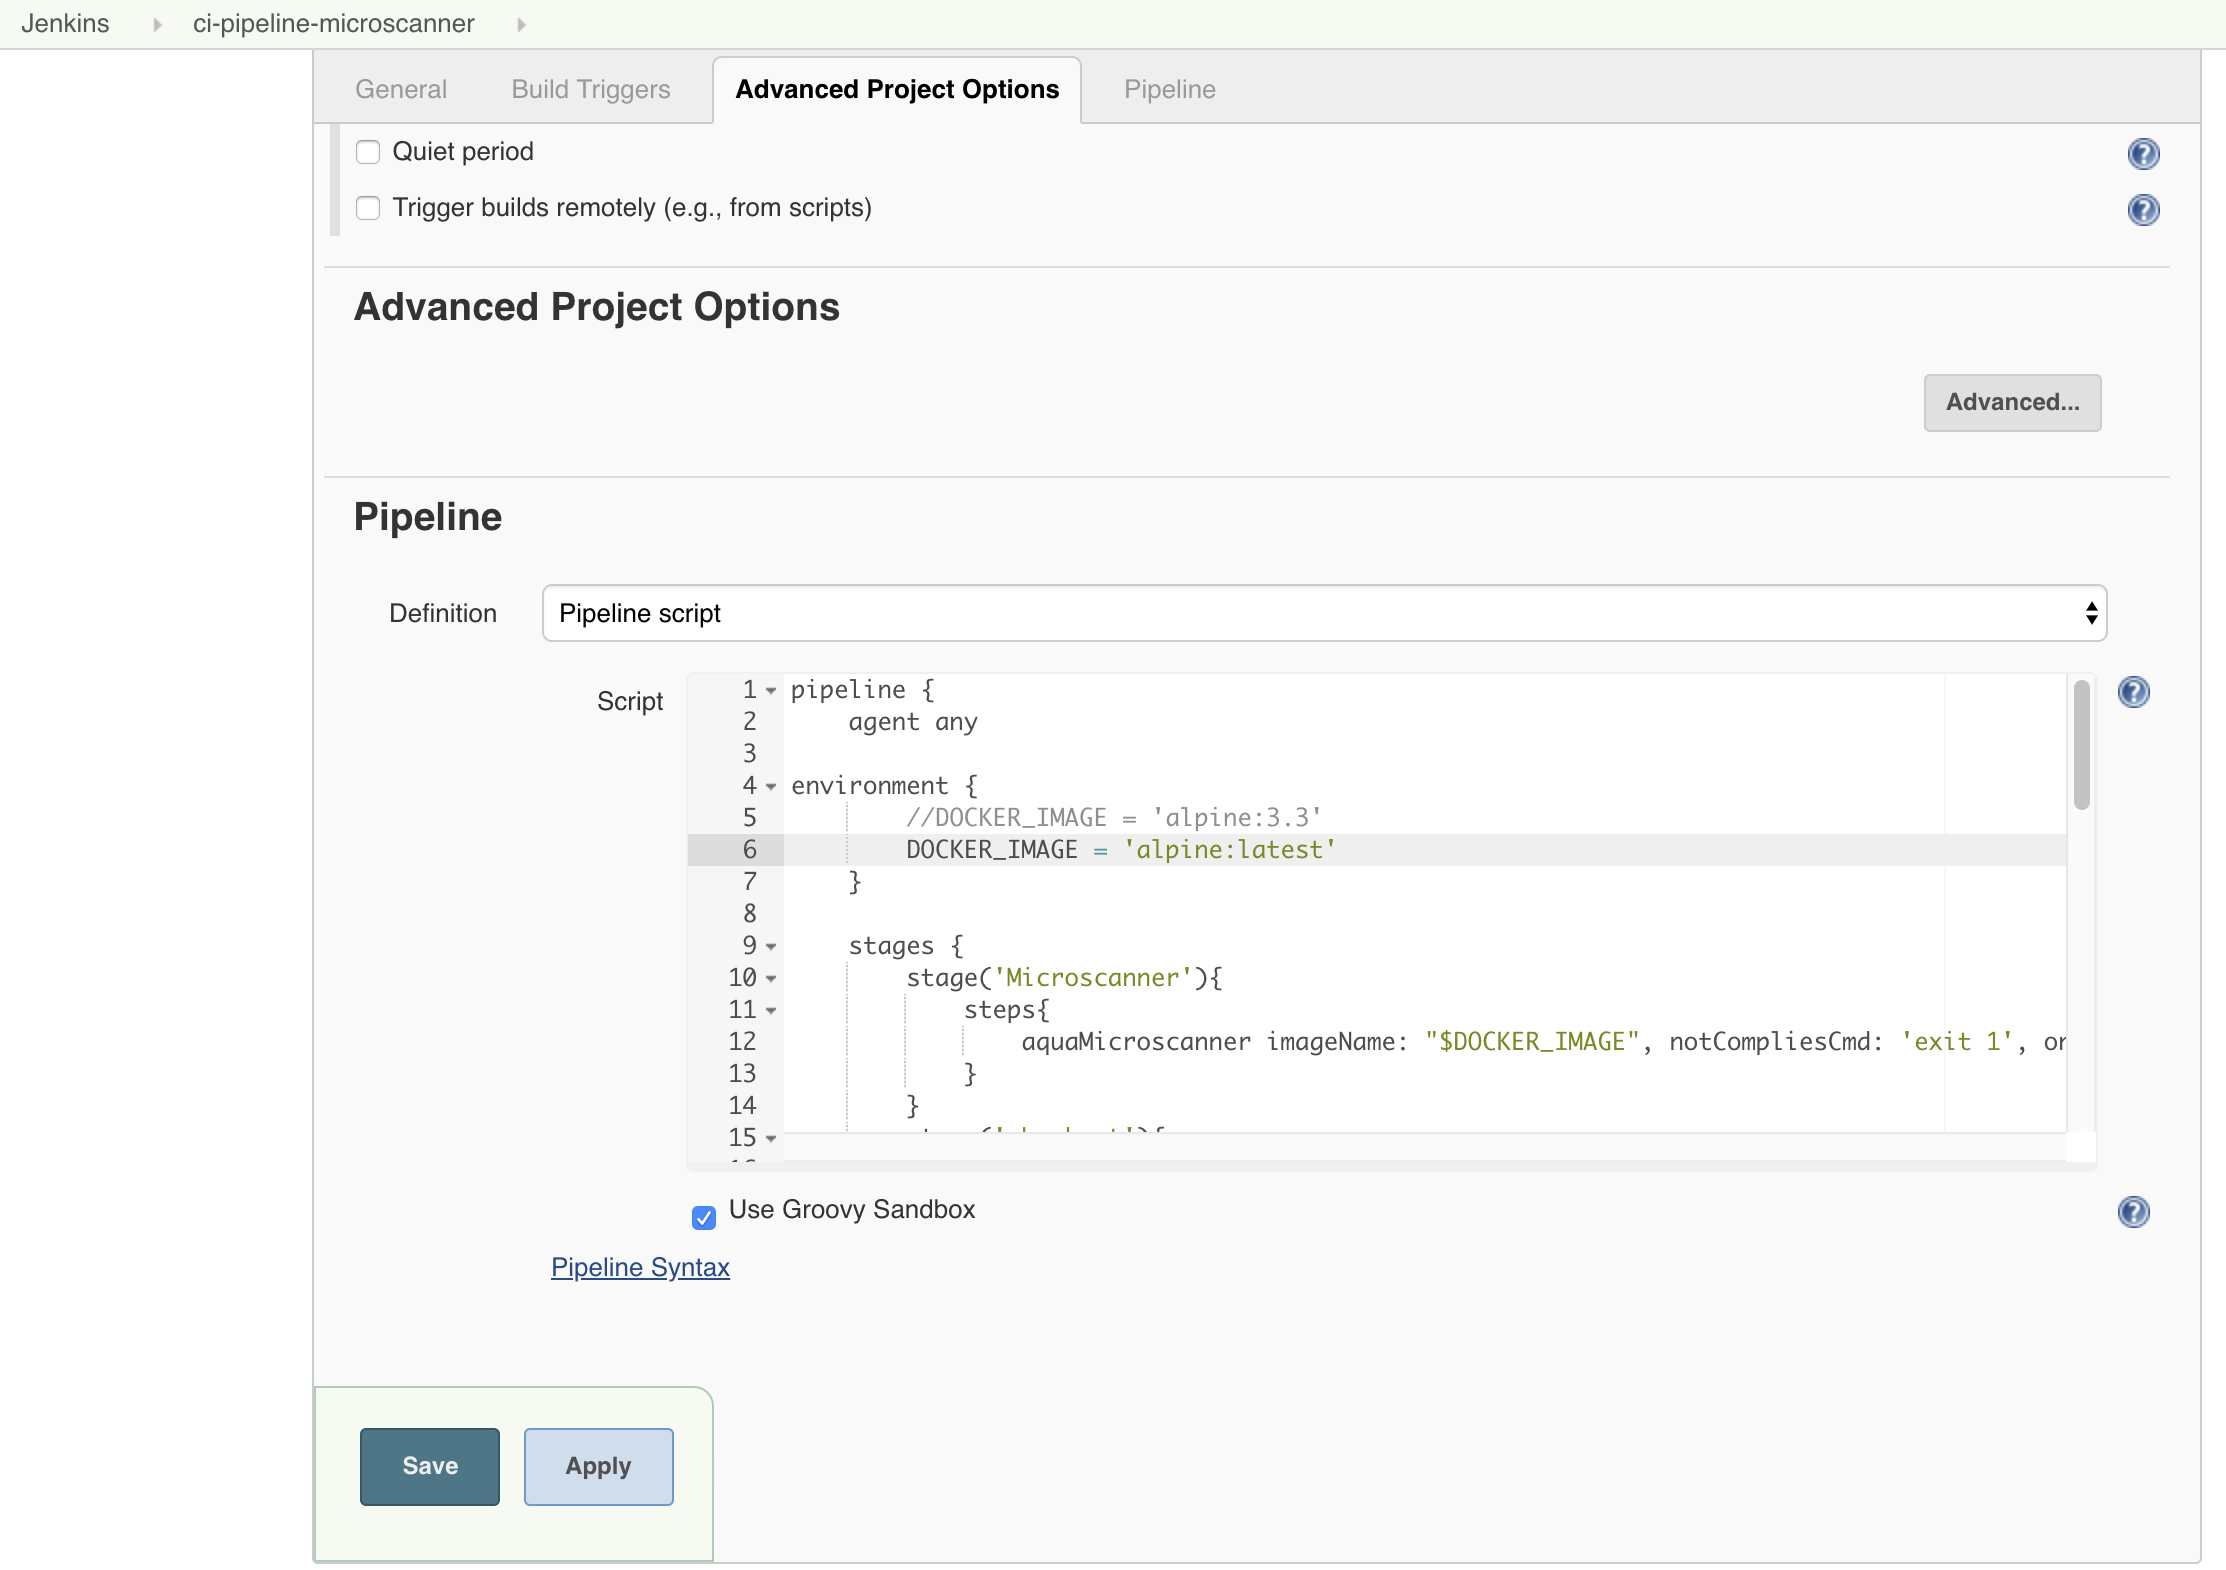 Jenkins ci-pipeline-microscanner
General Build Triggers Advanced Project Options Pipeline
Quiet period
Trigger builds remotely (e.g., from scripts)
Advanced Project Options
Advanced...
Pipeline
Definition Pipeline script
Script
1 pipeline {
2     agent any
3
4 environment {
5         //DOCKER_IMAGE = 'alpine:3.3'
6         DOCKER_IMAGE = 'alpine:latest'
7     }
8
9     stages {
10         stage('Microscanner'){
11             steps{
12                 aquaMicroscanner imageName: "$DOCKER_IMAGE", notCompliesCmd: 'exit 1', or
13             }
14         }
15
Use Groovy Sandbox
Pipeline Syntax
Save Apply